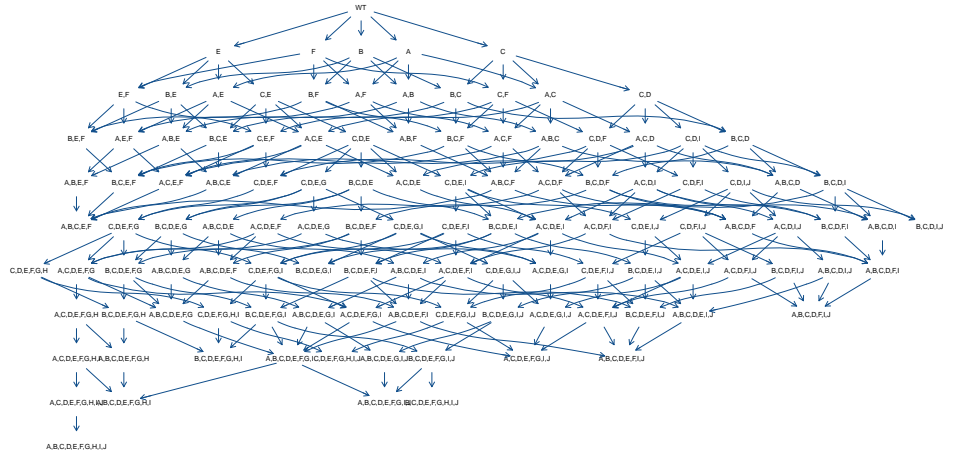 WT
E F B A C
E,F B,E A,E C,E B,F A,F A,B B,C C,F A,C C,D
B,E,F A,E,F A,B,E B,C,E C,E,F A,C,E C,D,E A,B,F B,C,F A,C,F A,B,C C,D,F A,C,D C,D,I B,C,D
A,B,E,F B,C,E,F A,C,E,F A,B,C,E C,D,E,F C,D,E,G B,C,D,E A,C,D,E C,D,E,I A,B,C,F A,C,D,F B,C,D,F A,C,D,I C,D,F,I C,D,I,J A,B,C,D B,C,D,I
A,B,C,E,F C,D,E,F,G B,C,D,E,G A,B,C,D,E A,C,D,E,F A,C,D,E,G B,C,D,E,F C,D,E,G,I C,D,E,F,I B,C,D,E,I A,C,D,E,I A,C,D,F,I C,D,E,I,J C,D,F,I,J A,B,C,D,F A,C,D,I,J B,C,D,F,I A,B,C,D,I B,C,D,I,J
C,D,E,F,G,H A,C,D,E,F,G B,C,D,E,F,G A,B,C,D,E,G A,B,C,D,E,F C,D,E,F,G,I B,C,D,E,G,I B,C,D,E,F,I A,B,C,D,E,I A,C,D,E,F,I C,D,E,G,I,J A,C,D,E,G,I C,D,E,F,I,J B,C,D,E,I,J A,C,D,E,I,J A,C,D,F,I,J B,C,D,F,I,J A,B,C,D,I,J A,B,C,D,F,I
A,C,D,E,F,G,H B,C,D,E,F,G,H A,B,C,D,E,F,G C,D,E,F,G,H,I B,C,D,E,F,G,I A,B,C,D,E,G,I A,C,D,E,F,G,I A,B,C,D,E,F,I C,D,E,F,G,I,J B,C,D,E,G,I,J A,C,D,E,G,I,J A,C,D,E,F,I,J B,C,D,E,F,I,J A,B,C,D,E,I,J A,B,C,D,F,I,J
A,C,D,E,F,G,H,I A,B,C,D,E,F,G,H B,C,D,E,F,G,H,I A,B,C,D,E,F,G,I C,D,E,F,G,H,I,J A,B,C,D,E,G,I,J B,C,D,E,F,G,I,J A,C,D,E,F,G,I,J A,B,C,D,E,F,I,J
A,C,D,E,F,G,H,I,J A,B,C,D,E,F,G,H,I A,B,C,D,E,F,G,I,J B,C,D,E,F,G,H,I,J
A,B,C,D,E,F,G,H,I,J